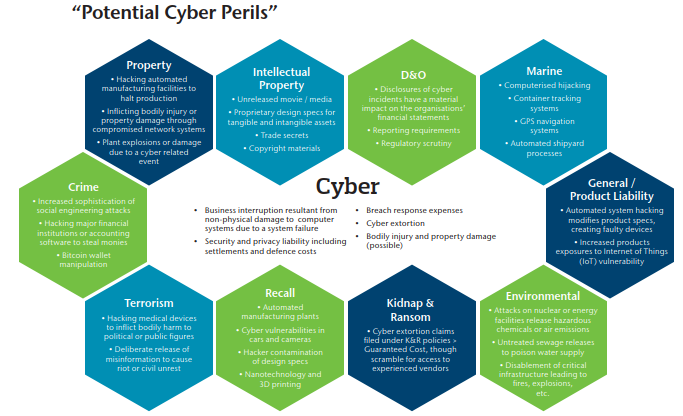 “Potential Cyber Perils”
Property
• Hacking automated
manufacturing facilities to
halt production
• Inflicting bodily injury or
property damage through
compromised network systems
• Plant explosions or damage
due to a cyber related
event
Intellectual
Property
• Unreleased movie / media
• Proprietary design specs for
tangible and intangible assets
• Trade secrets
• Copyright materials
D&O
• Disclosures of cyber
incidents have a material
impact on the organisations’
financial statements
• Reporting requirements
• Regulatory scrutiny
Marine
• Computerised hijacking
• Container tracking
systems
• GPS navigation
systems
• Automated shipyard
processes
Crime
• Increased sophistication of
social engineering attacks
• Hacking major financial
institutions or accounting
software to steal monies
• Bitcoin wallet
manipulation
Cyber
• Business interruption resultant from
non-physical damage to computer
systems due to a system failure
• Security and privacy liability including
settlements and defence costs
• Breach response expenses
• Cyber extortion
• Bodily injury and property damage
(possible)
General /
Product Liability
• Automated system hacking
modifies product specs,
creating faulty devices
• Increased products
exposures to Internet of Things
(IoT) vulnerability
Terrorism
• Hacking medical devices
to inflict bodily harm to
political or public figures
• Deliberate release of
misinformation to cause
riot or civil unrest
Recall
• Automated
manufacturing plants
• Cyber vulnerabilities in
cars and cameras
• Hacker contamination
of design specs
• Nanotechnology and
3D printing
Kidnap &
Ransom
• Cyber extortion claims
filed under K&R policies >
Guaranteed Cost, though
scramble for access to
experienced vendors
Environmental
• Attacks on nuclear or energy
facilities release hazardous
chemicals or air emissions
• Untreated sewage releases
to poison water supply
• Disablement of critical
infrastructure leading to
fires, explosions,
etc.